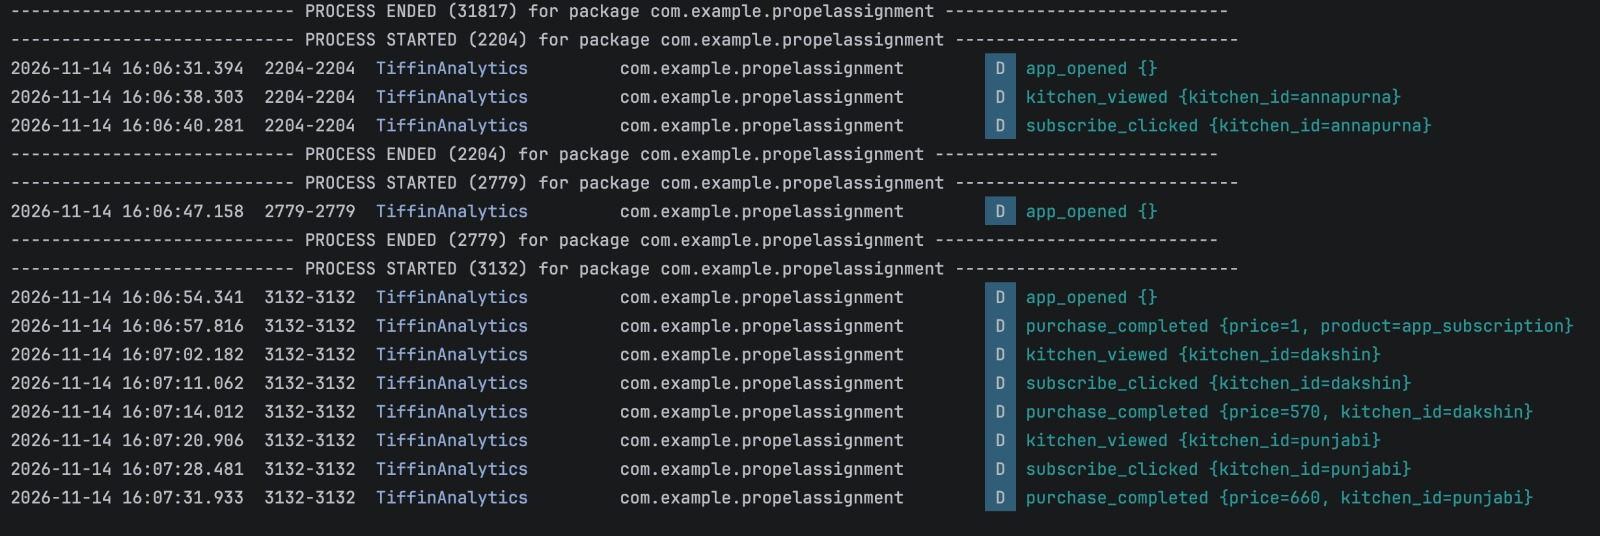 ---------------------------- PROCESS ENDED (31817) for package com.example.propelassignment ----------------------------
---------------------------- PROCESS STARTED (2204) for package com.example.propelassignment ----------------------------
2026-11-14 16:06:31.394  2204-2204  TiffinAnalytics         com.example.propelassignment        D  app_opened {}
2026-11-14 16:06:38.303  2204-2204  TiffinAnalytics         com.example.propelassignment        D  kitchen_viewed {kitchen_id=annapurna}
2026-11-14 16:06:40.281  2204-2204  TiffinAnalytics         com.example.propelassignment        D  subscribe_clicked {kitchen_id=annapurna}
---------------------------- PROCESS ENDED (2204) for package com.example.propelassignment ----------------------------
---------------------------- PROCESS STARTED (2779) for package com.example.propelassignment ----------------------------
2026-11-14 16:06:47.158  2779-2779  TiffinAnalytics         com.example.propelassignment        D  app_opened {}
---------------------------- PROCESS ENDED (2779) for package com.example.propelassignment ----------------------------
---------------------------- PROCESS STARTED (3132) for package com.example.propelassignment ----------------------------
2026-11-14 16:06:54.341  3132-3132  TiffinAnalytics         com.example.propelassignment        D  app_opened {}
2026-11-14 16:06:57.816  3132-3132  TiffinAnalytics         com.example.propelassignment        D  purchase_completed {price=1, product=app_subscription}
2026-11-14 16:07:02.182  3132-3132  TiffinAnalytics         com.example.propelassignment        D  kitchen_viewed {kitchen_id=dakshin}
2026-11-14 16:07:11.062  3132-3132  TiffinAnalytics         com.example.propelassignment        D  subscribe_clicked {kitchen_id=dakshin}
2026-11-14 16:07:14.012  3132-3132  TiffinAnalytics         com.example.propelassignment        D  purchase_completed {price=570, kitchen_id=dakshin}
2026-11-14 16:07:20.906  3132-3132  TiffinAnalytics         com.example.propelassignment        D  kitchen_viewed {kitchen_id=punjabi}
2026-11-14 16:07:28.481  3132-3132  TiffinAnalytics         com.example.propelassignment        D  subscribe_clicked {kitchen_id=punjabi}
2026-11-14 16:07:31.933  3132-3132  TiffinAnalytics         com.example.propelassignment        D  purchase_completed {price=660, kitchen_id=punjabi}